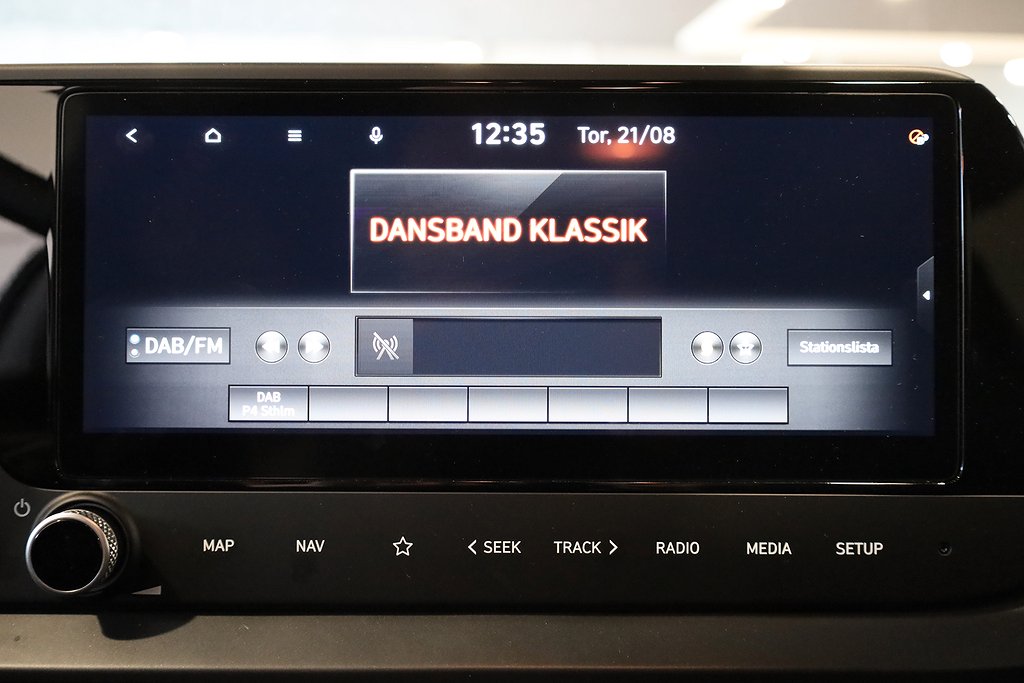 12:35 Tor, 21/08
DANSBAND KLASSIK
DAB/FM
Stationslista
DAB
P4 Sthlm
MAP NAV SEEK TRACK RADIO MEDIA SETUP